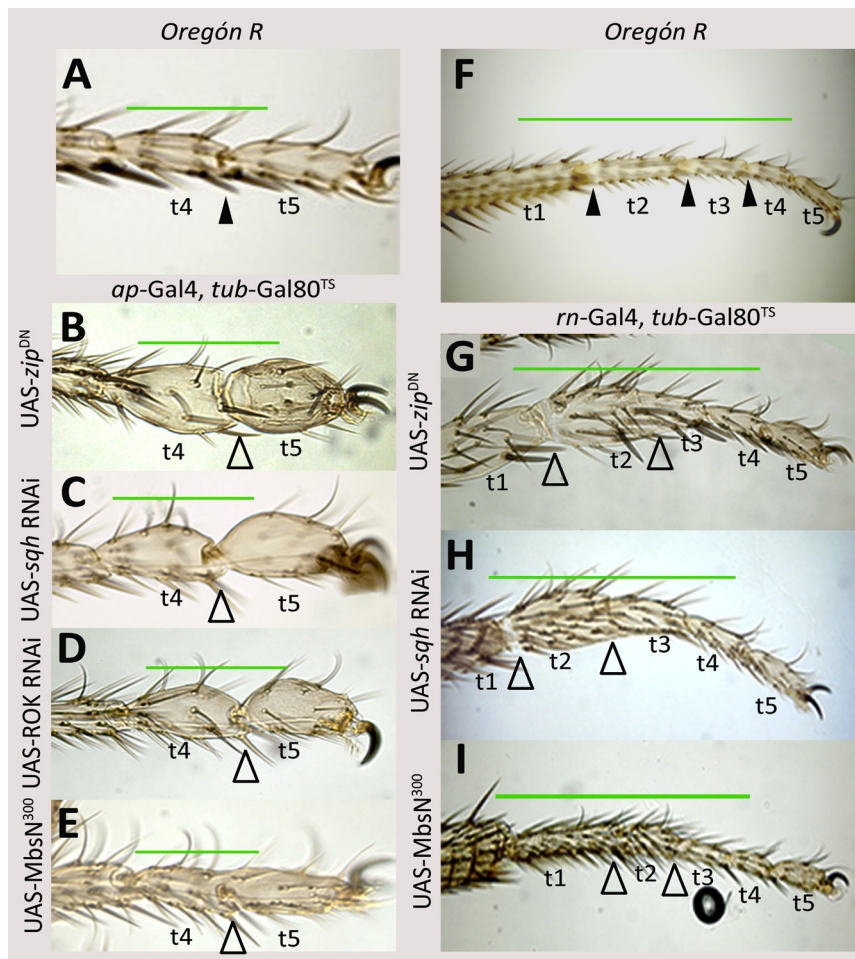 Oregón R
A
t4
t5
ap-Gal4, tub-Gal80TS
UAS-zipDN
B
t4
t5
UAS-sqh RNAi
C
t4
t5
UAS-ROK RNAi
D
t4
t5
UAS-MbsN300
E
t4
t5
Oregón R
F
t1
t2
t3
t4
t5
rn-Gal4, tub-Gal80TS
UAS-zipDN
G
t1
t2
t3
t4
t5
UAS-sqh RNAi
H
t1
t2
t3
t4
t5
UAS-MbsN300
I
t1
t2
t3
t4
t5